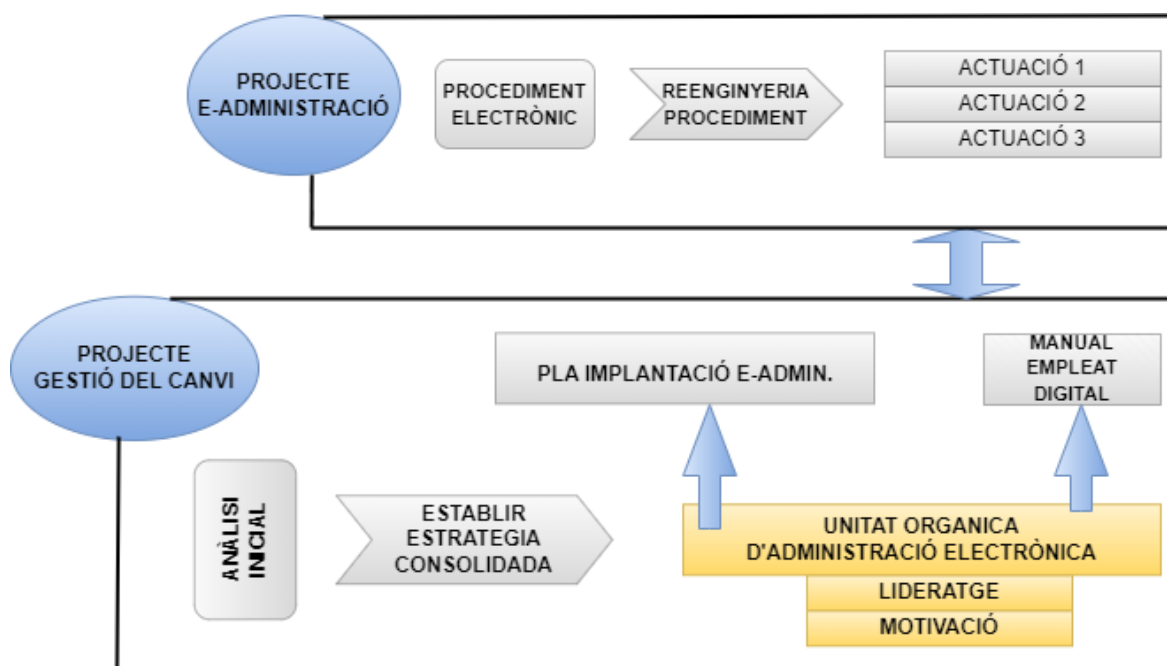 PROJECTE
E-ADMINISTRACIÓ
PROCEDIMENT
ELECTRÒNIC
REENGINYERIA
PROCEDIMENT
ACTUACIÓ 1
ACTUACIÓ 2
ACTUACIÓ 3
PROJECTE
GESTIÓ DEL CANVI
PLA IMPLANTACIÓ E-ADMIN.
MANUAL
EMPLEAT
DIGITAL
ANÀLISI
INICIAL
ESTABLIR
ESTRATEGIA
CONSOLIDADA
UNITAT ORGANICA
D'ADMINISTRACIÓ ELECTRÒNICA
LIDERATGE
MOTIVACIÓ